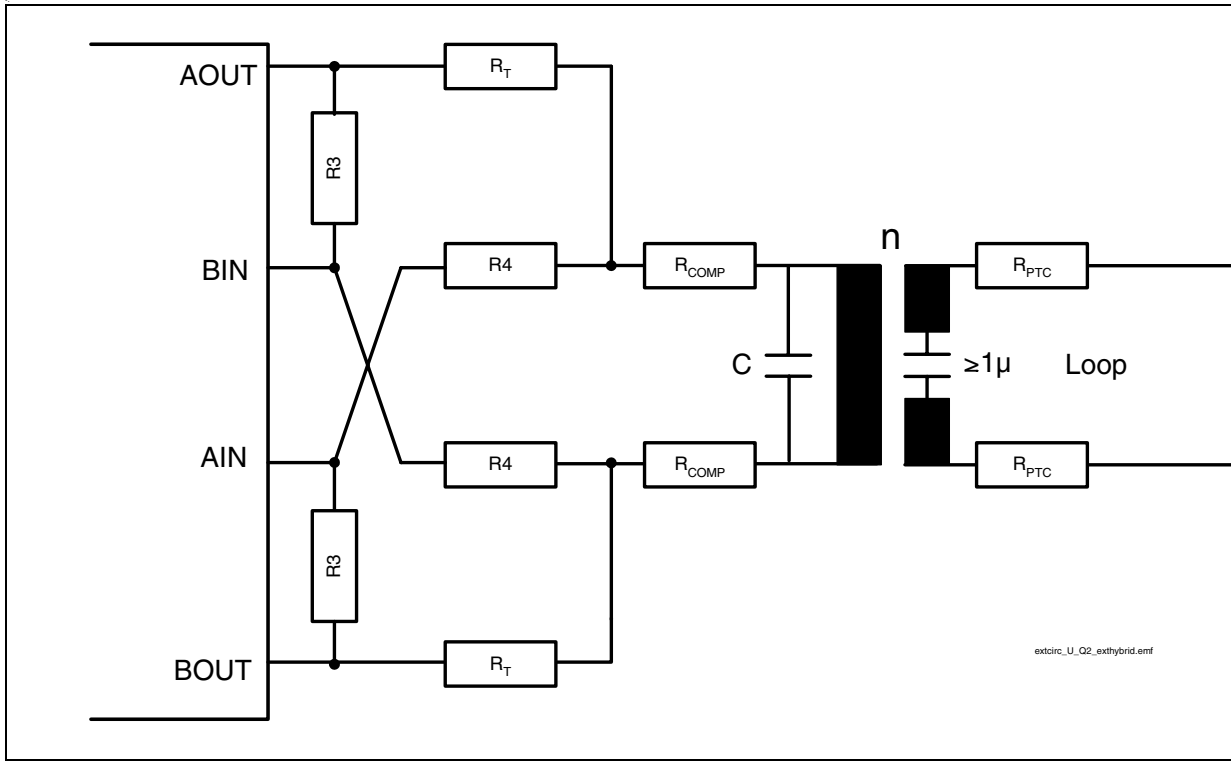 AOUT
R3
R_T
BIN
R4
R_COMP
n
R_PTC
C
≥1µ
Loop
AIN
R4
R_COMP
R_PTC
R3
BOUT
R_T
extcirc_U_Q2_exthybrid.emf